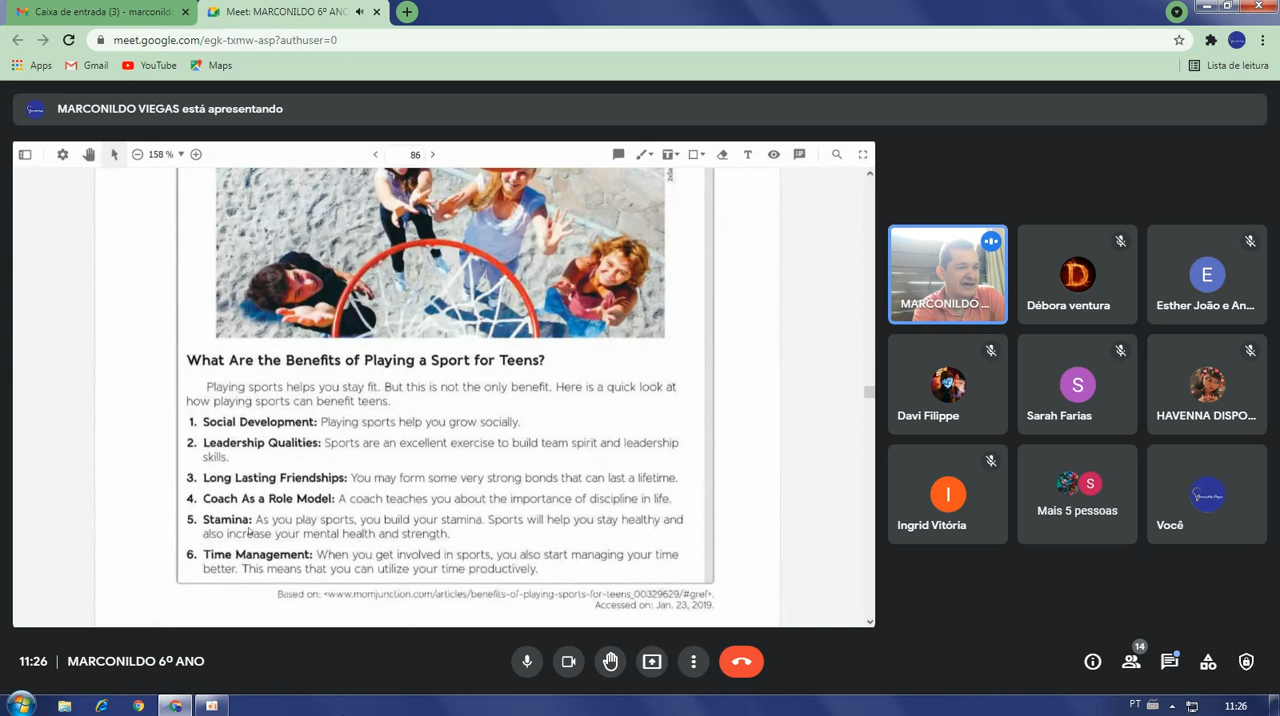 Caixa de entrada (3) - marconildo
Meet: MARCONILDO 6º ANO
meet.google.com/egk-txmw-asp?authuser=0
Apps
Gmail
YouTube
Maps
Lista de leitura
MARCONILDO VIEGAS está apresentando
158 %
86
What Are the Benefits of Playing a Sport for Teens?
Playing sports helps you stay fit. But this is not the only benefit. Here is a quick look at
how playing sports can benefit teens.
1. Social Development: Playing sports help you grow socially.
2. Leadership Qualities: Sports are an excellent exercise to build team spirit and leadership
skills.
3. Long Lasting Friendships: You may form some very strong bonds that can last a lifetime.
4. Coach As a Role Model: A coach teaches you about the importance of discipline in life.
5. Stamina: As you play sports, you build your stamina. Sports will help you stay healthy and
also increase your mental health and strength.
6. Time Management: When you get involved in sports, you also start managing your time
better. This means that you can utilize your time productively.
Based on: <www.momjunction.com/articles/benefits-of-playing-sports-for-teens_00329629/#gref>.
Accessed on: Jan. 23, 2019.
MARCONILDO ...
D
Débora ventura
E
Esther João e An...
Davi Filippe
S
Sarah Farias
HAVENNA DISPO...
I
Ingrid Vitória
S
Mais 5 pessoas
Você
11:26
MARCONILDO 6º ANO
14
PT
11:26